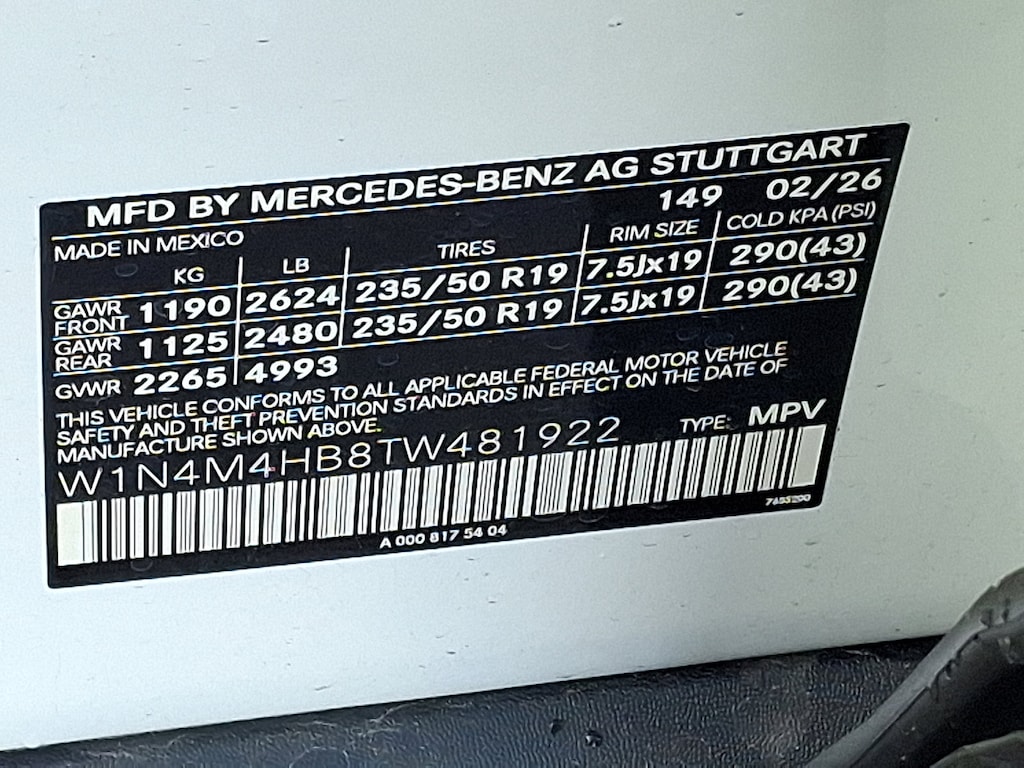 MFD BY MERCEDES-BENZ AG STUTTGART
MADE IN MEXICO 149 02/26
KG LB TIRES RIM SIZE COLD KPA (PSI)
GAWR FRONT 1190 2624 235/50 R19 7.5Jx19 290(43)
GAWR REAR 1125 2480 235/50 R19 7.5Jx19 290(43)
GVWR 2265 4993
THIS VEHICLE CONFORMS TO ALL APPLICABLE FEDERAL MOTOR VEHICLE
SAFETY AND THEFT PREVENTION STANDARDS IN EFFECT ON THE DATE OF
MANUFACTURE SHOWN ABOVE.
W1N4M4HB8TW481922 TYPE: MPV
A 000 817 54 04